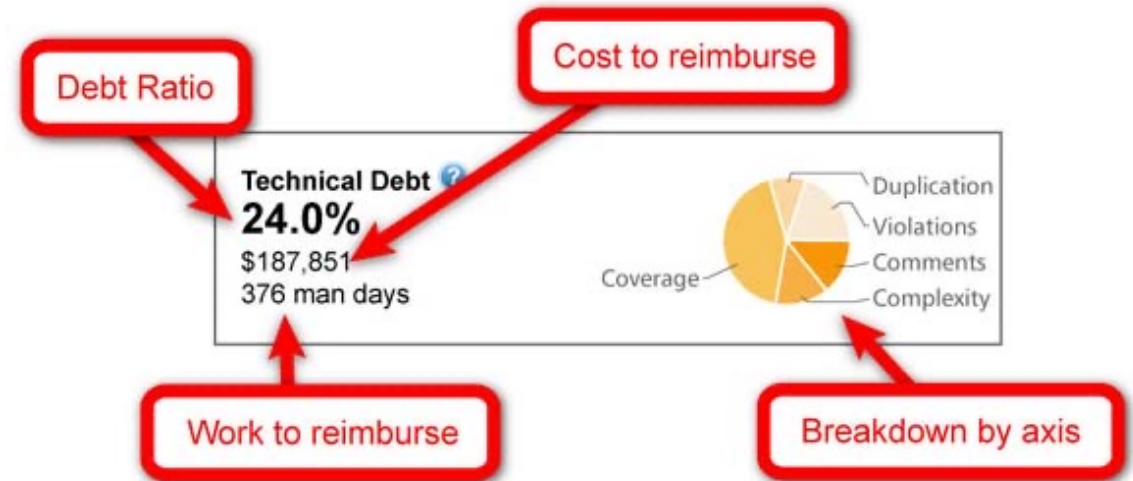 Cost to reimburse
Debt Ratio
Technical Debt ?
24.0%
$187,851
376 man days
Duplication
Violations
Comments
Complexity
Coverage
Work to reimburse
Breakdown by axis